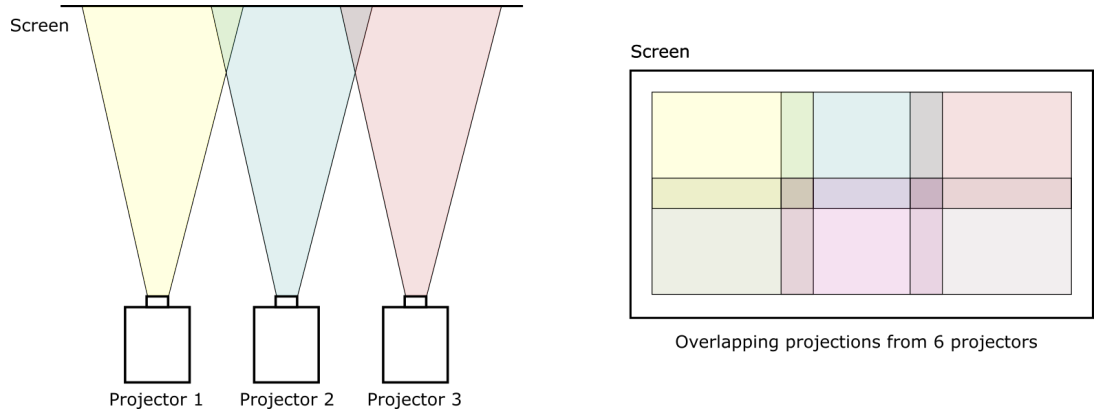 Screen
Projector 1
Projector 2
Projector 3
Screen
Overlapping projections from 6 projectors